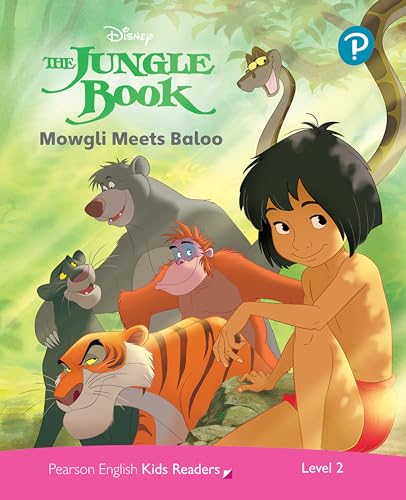 Disney
THE JUNGLE
BOOK
Mowgli Meets Baloo
P
Pearson English Kids Readers
Level 2